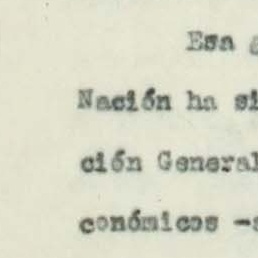 Esa
Nación ha si
ción General
conómicos -s